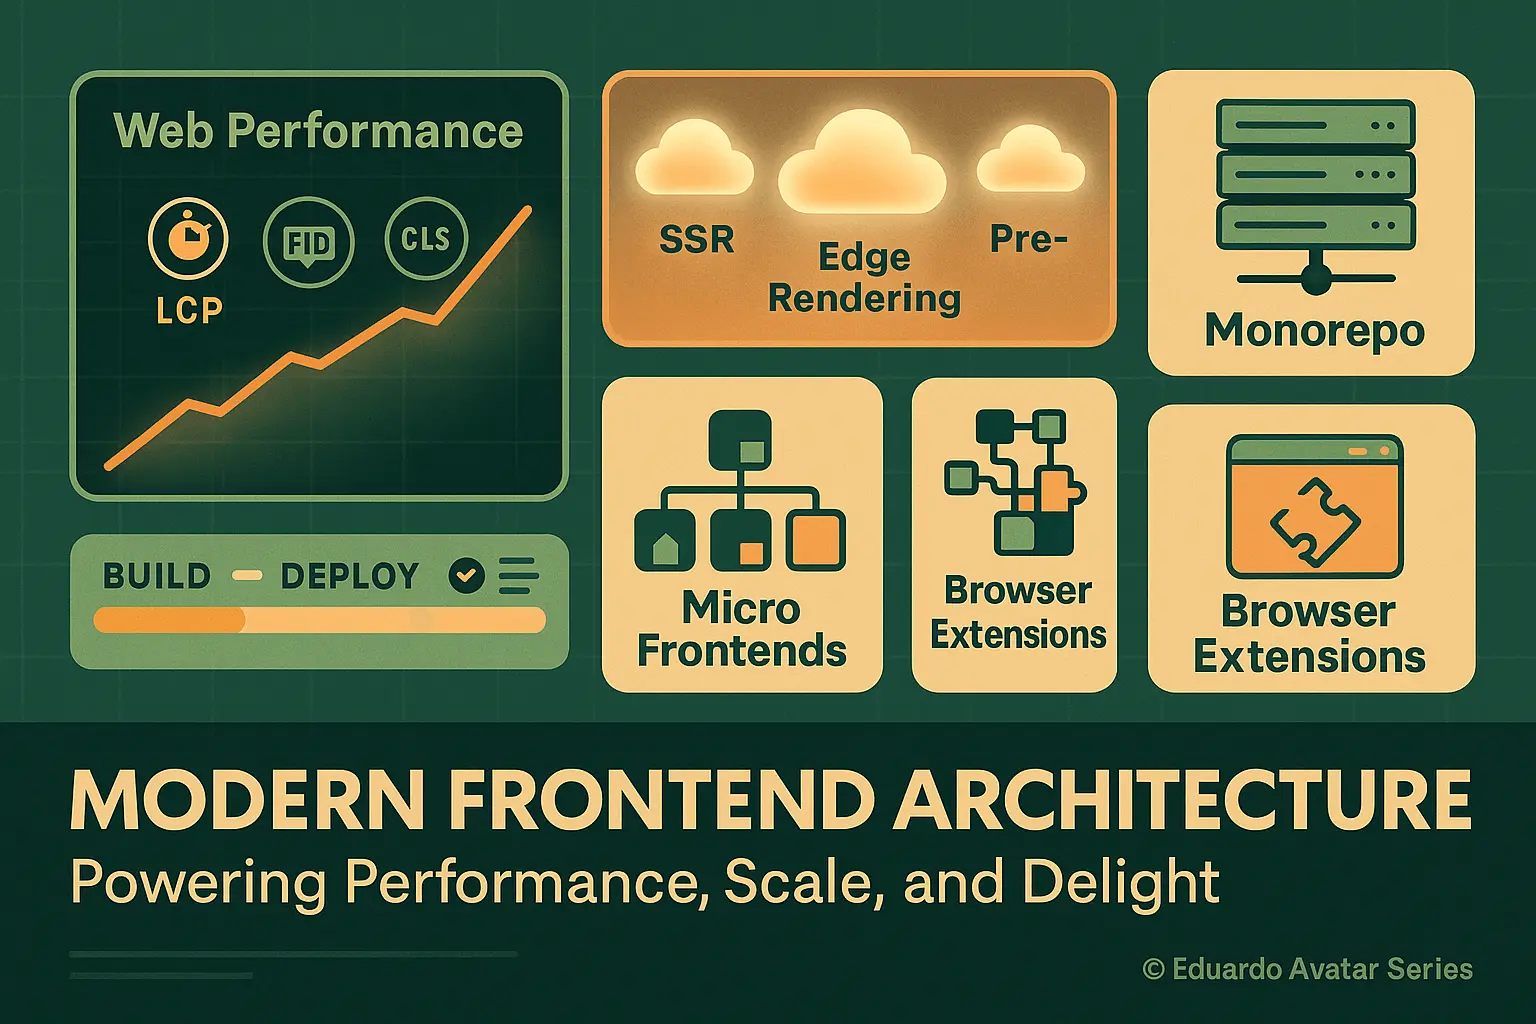 Web Performance
FID
CLS
LCP
BUILD – DEPLOY
SSR
Edge
Rendering
Pre-
Monorepo
Micro
Frontends
Browser
Extensions
Browser
Extensions
MODERN FRONTEND ARCHITECTURE
Powering Performance, Scale, and Delight
© Eduardo Avatar Series